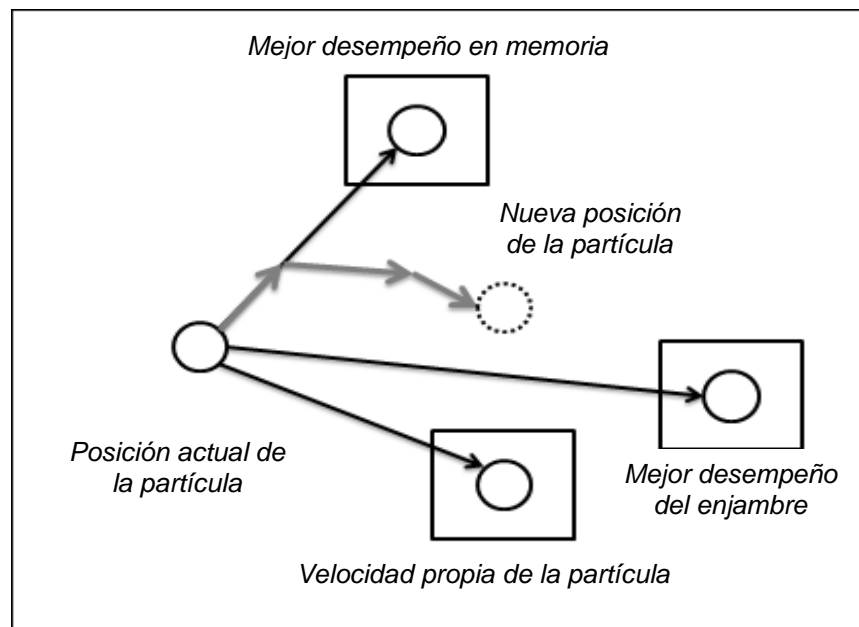 Mejor desempeño en memoria
Nueva posición
de la partícula
Posición actual de
la partícula
Mejor desempeño
del enjambre
Velocidad propia de la partícula